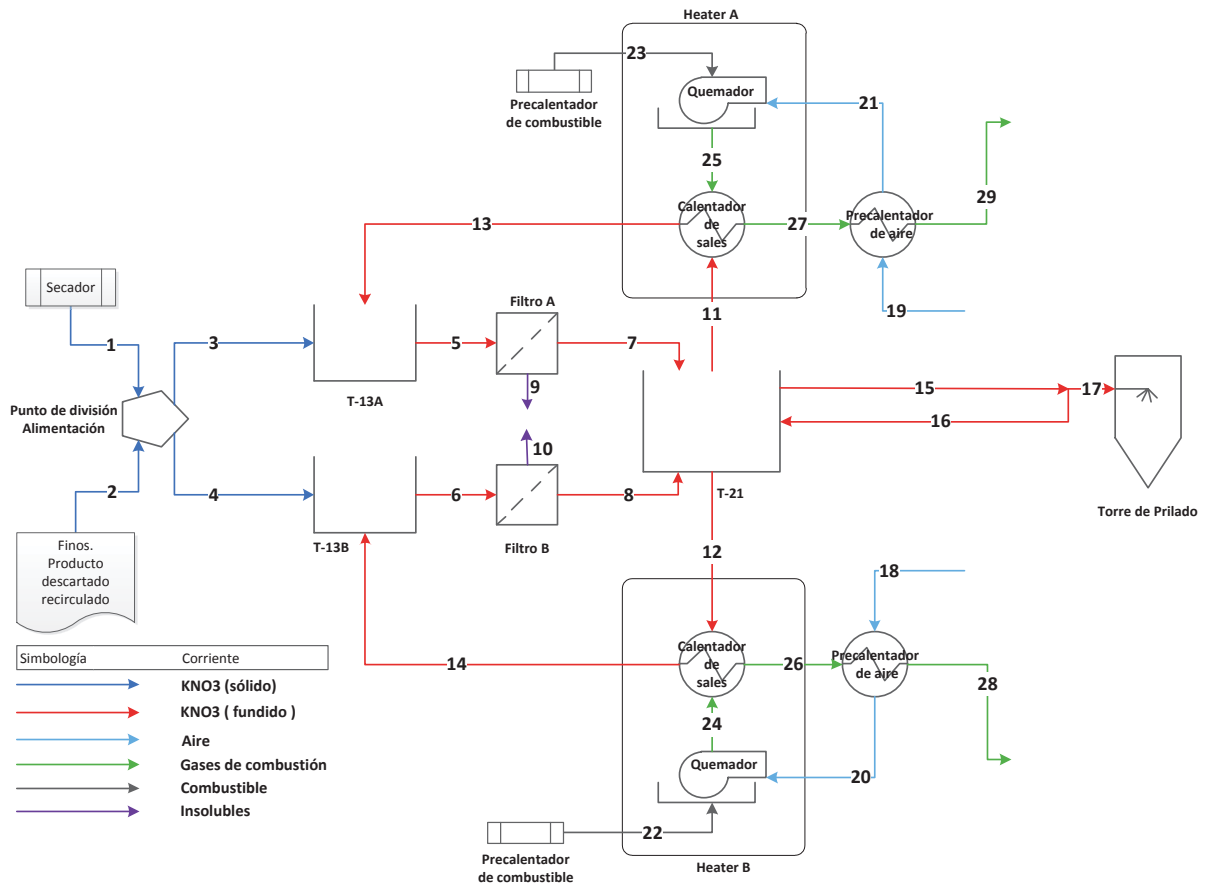 Heater A
23
Precalentador
de combustible
Quemador
21
25
29
Calentador
de
sales
27
Precalentador
de aire
13
11
19
Secador
1
3
Filtro A
5
7
9
T-13A
Punto de división
Alimentación
15
17
16
10
2
4
6
8
T-21
Torre de Prilado
T-13B
Filtro B
12
Finos.
Producto
descartado
recirculado
Simbología Corriente
KNO3 (sólido)
KNO3 ( fundido )
Aire
Gases de combustión
Combustible
Insolubles
14
18
Calentador
de
sales
26
Precalentador
de aire
28
24
Quemador
20
22
Precalentador
de combustible
Heater B